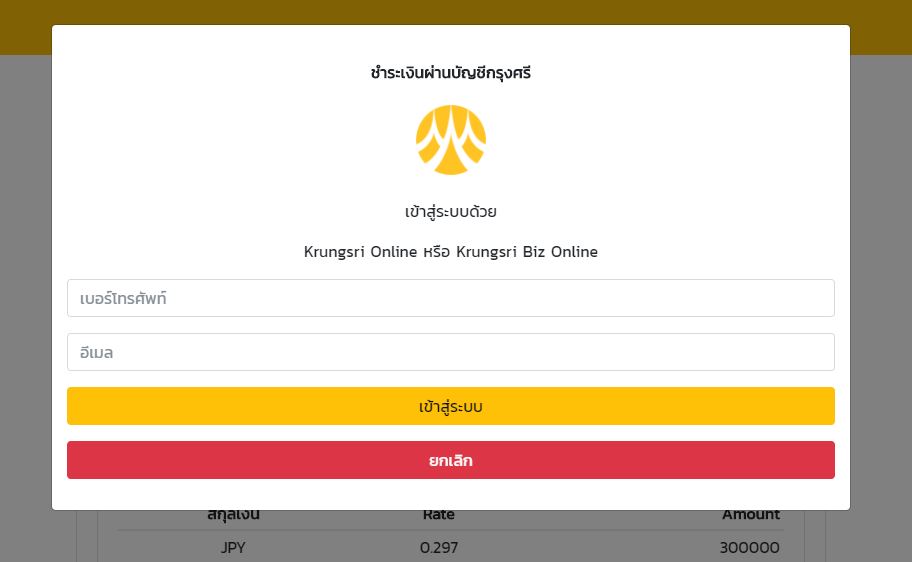 ชำระเงินผ่านบัญชีกรุงศรี
เข้าสู่ระบบด้วย
Krungsri Online หรือ Krungsri Biz Online
เบอร์โทรศัพท์
อีเมล
เข้าสู่ระบบ
ยกเลิก
สกุลเงิน Rate Amount
JPY 0.297 300000